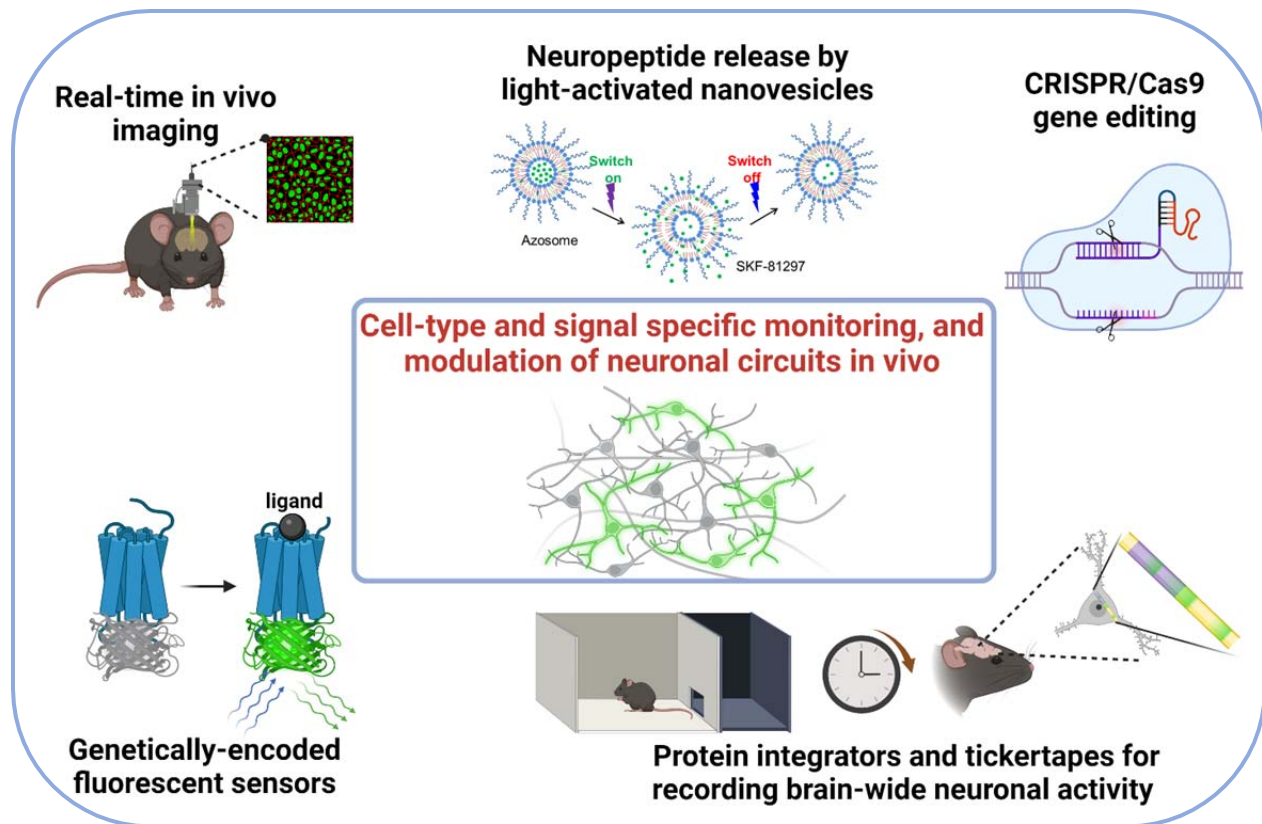 Real-time in vivo
imaging
Neuropeptide release by
light-activated nanovesicles
Switch
on
Switch
off
Azosome
SKF-81297
CRISPR/Cas9
gene editing
Cell-type and signal specific monitoring, and
modulation of neuronal circuits in vivo
ligand
Genetically-encoded
fluorescent sensors
Protein integrators and tickertapes for
recording brain-wide neuronal activity